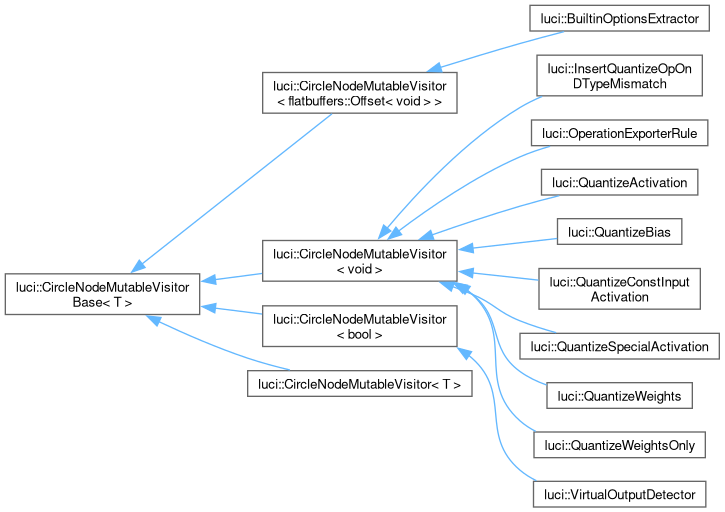 luci::BuiltinOptionsExtractor
luci::CircleNodeMutableVisitor
< flatbuffers::Offset< void > >
luci::InsertQuantizeOpOn
DTypeMismatch
luci::OperationExporterRule
luci::QuantizeActivation
luci::QuantizeBias
luci::CircleNodeMutableVisitor
< void >
luci::CircleNodeMutableVisitor
Base< T >
luci::QuantizeConstInput
Activation
luci::CircleNodeMutableVisitor
< bool >
luci::QuantizeSpecialActivation
luci::CircleNodeMutableVisitor< T >
luci::QuantizeWeights
luci::QuantizeWeightsOnly
luci::VirtualOutputDetector